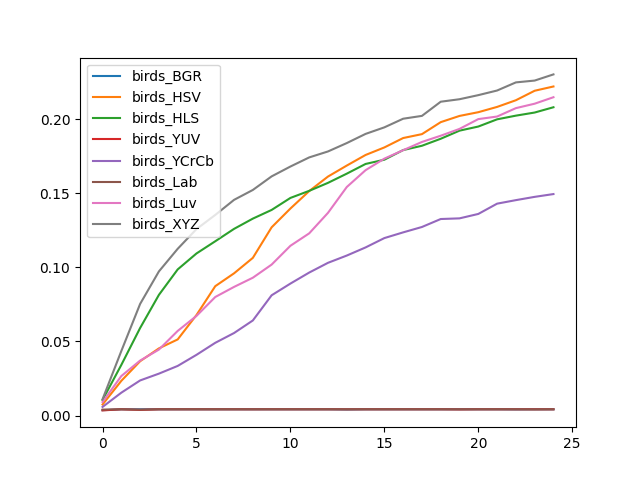 birds_BGR
birds_HSV
birds_HLS
birds_YUV
birds_YCrCb
birds_Lab
birds_Luv
birds_XYZ
0.20
0.15
0.10
0.05
0.00
0 5 10 15 20 25